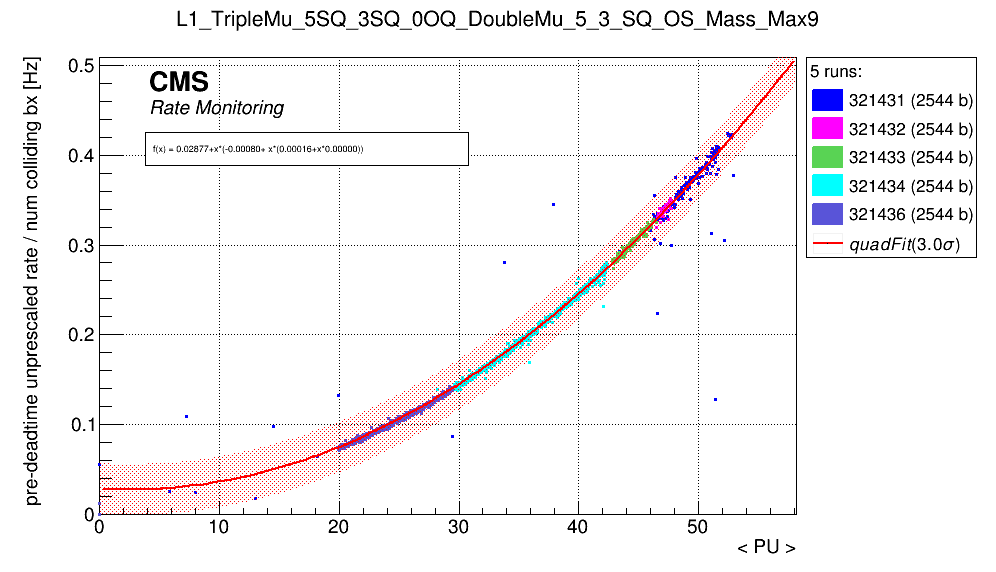 L1_TripleMu_5SQ_3SQ_0OQ_DoubleMu_5_3_SQ_OS_Mass_Max9
pre-deadtime unprescaled rate / num colliding bx [Hz]
CMS
Rate Monitoring
f(x) = 0.02877+x*(-0.00080+ x*(0.00016+x*0.00000))
0.5
0.4
0.3
0.2
0.1
0
0 10 20 30 40 50
< PU >
5 runs:
321431 (2544 b)
321432 (2544 b)
321433 (2544 b)
321434 (2544 b)
321436 (2544 b)
quadFit(3.0σ)